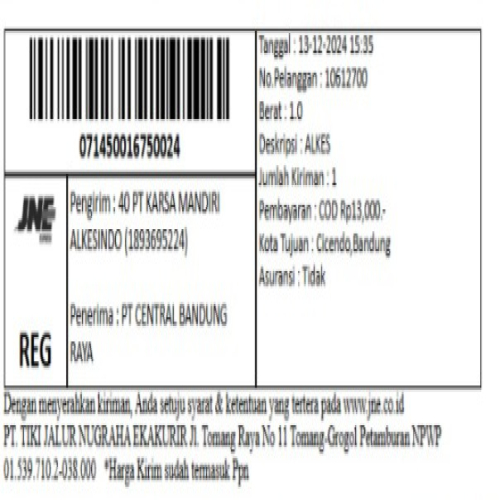 071450016750024
JNE
REG
Pengirim : 40 PT KARSA MANDIRI
ALKESINDO (1893695224)
Penerima : PT CENTRAL BANDUNG
RAYA
Tanggal : 13-12-2024 15:35
No.Pelanggan : 10612700
Berat : 1.0
Deskripsi : ALKES
Jumlah Kiriman : 1
Pembayaran : COD Rp13,000.-
Kota Tujuan : Cicendo,Bandung
Asuransi : Tidak
Dengan menyerahkan kiriman, Anda setuju syarat & ketentuan yang tertera pada www.jne.co.id
PT. TIKI JALUR NUGRAHA EKAKURIR Jl. Tomang Raya No 11 Tomang-Grogol Petamburan NPWP
01.539.710.2-038.000 *Harga Kirim sudah termasuk Ppn